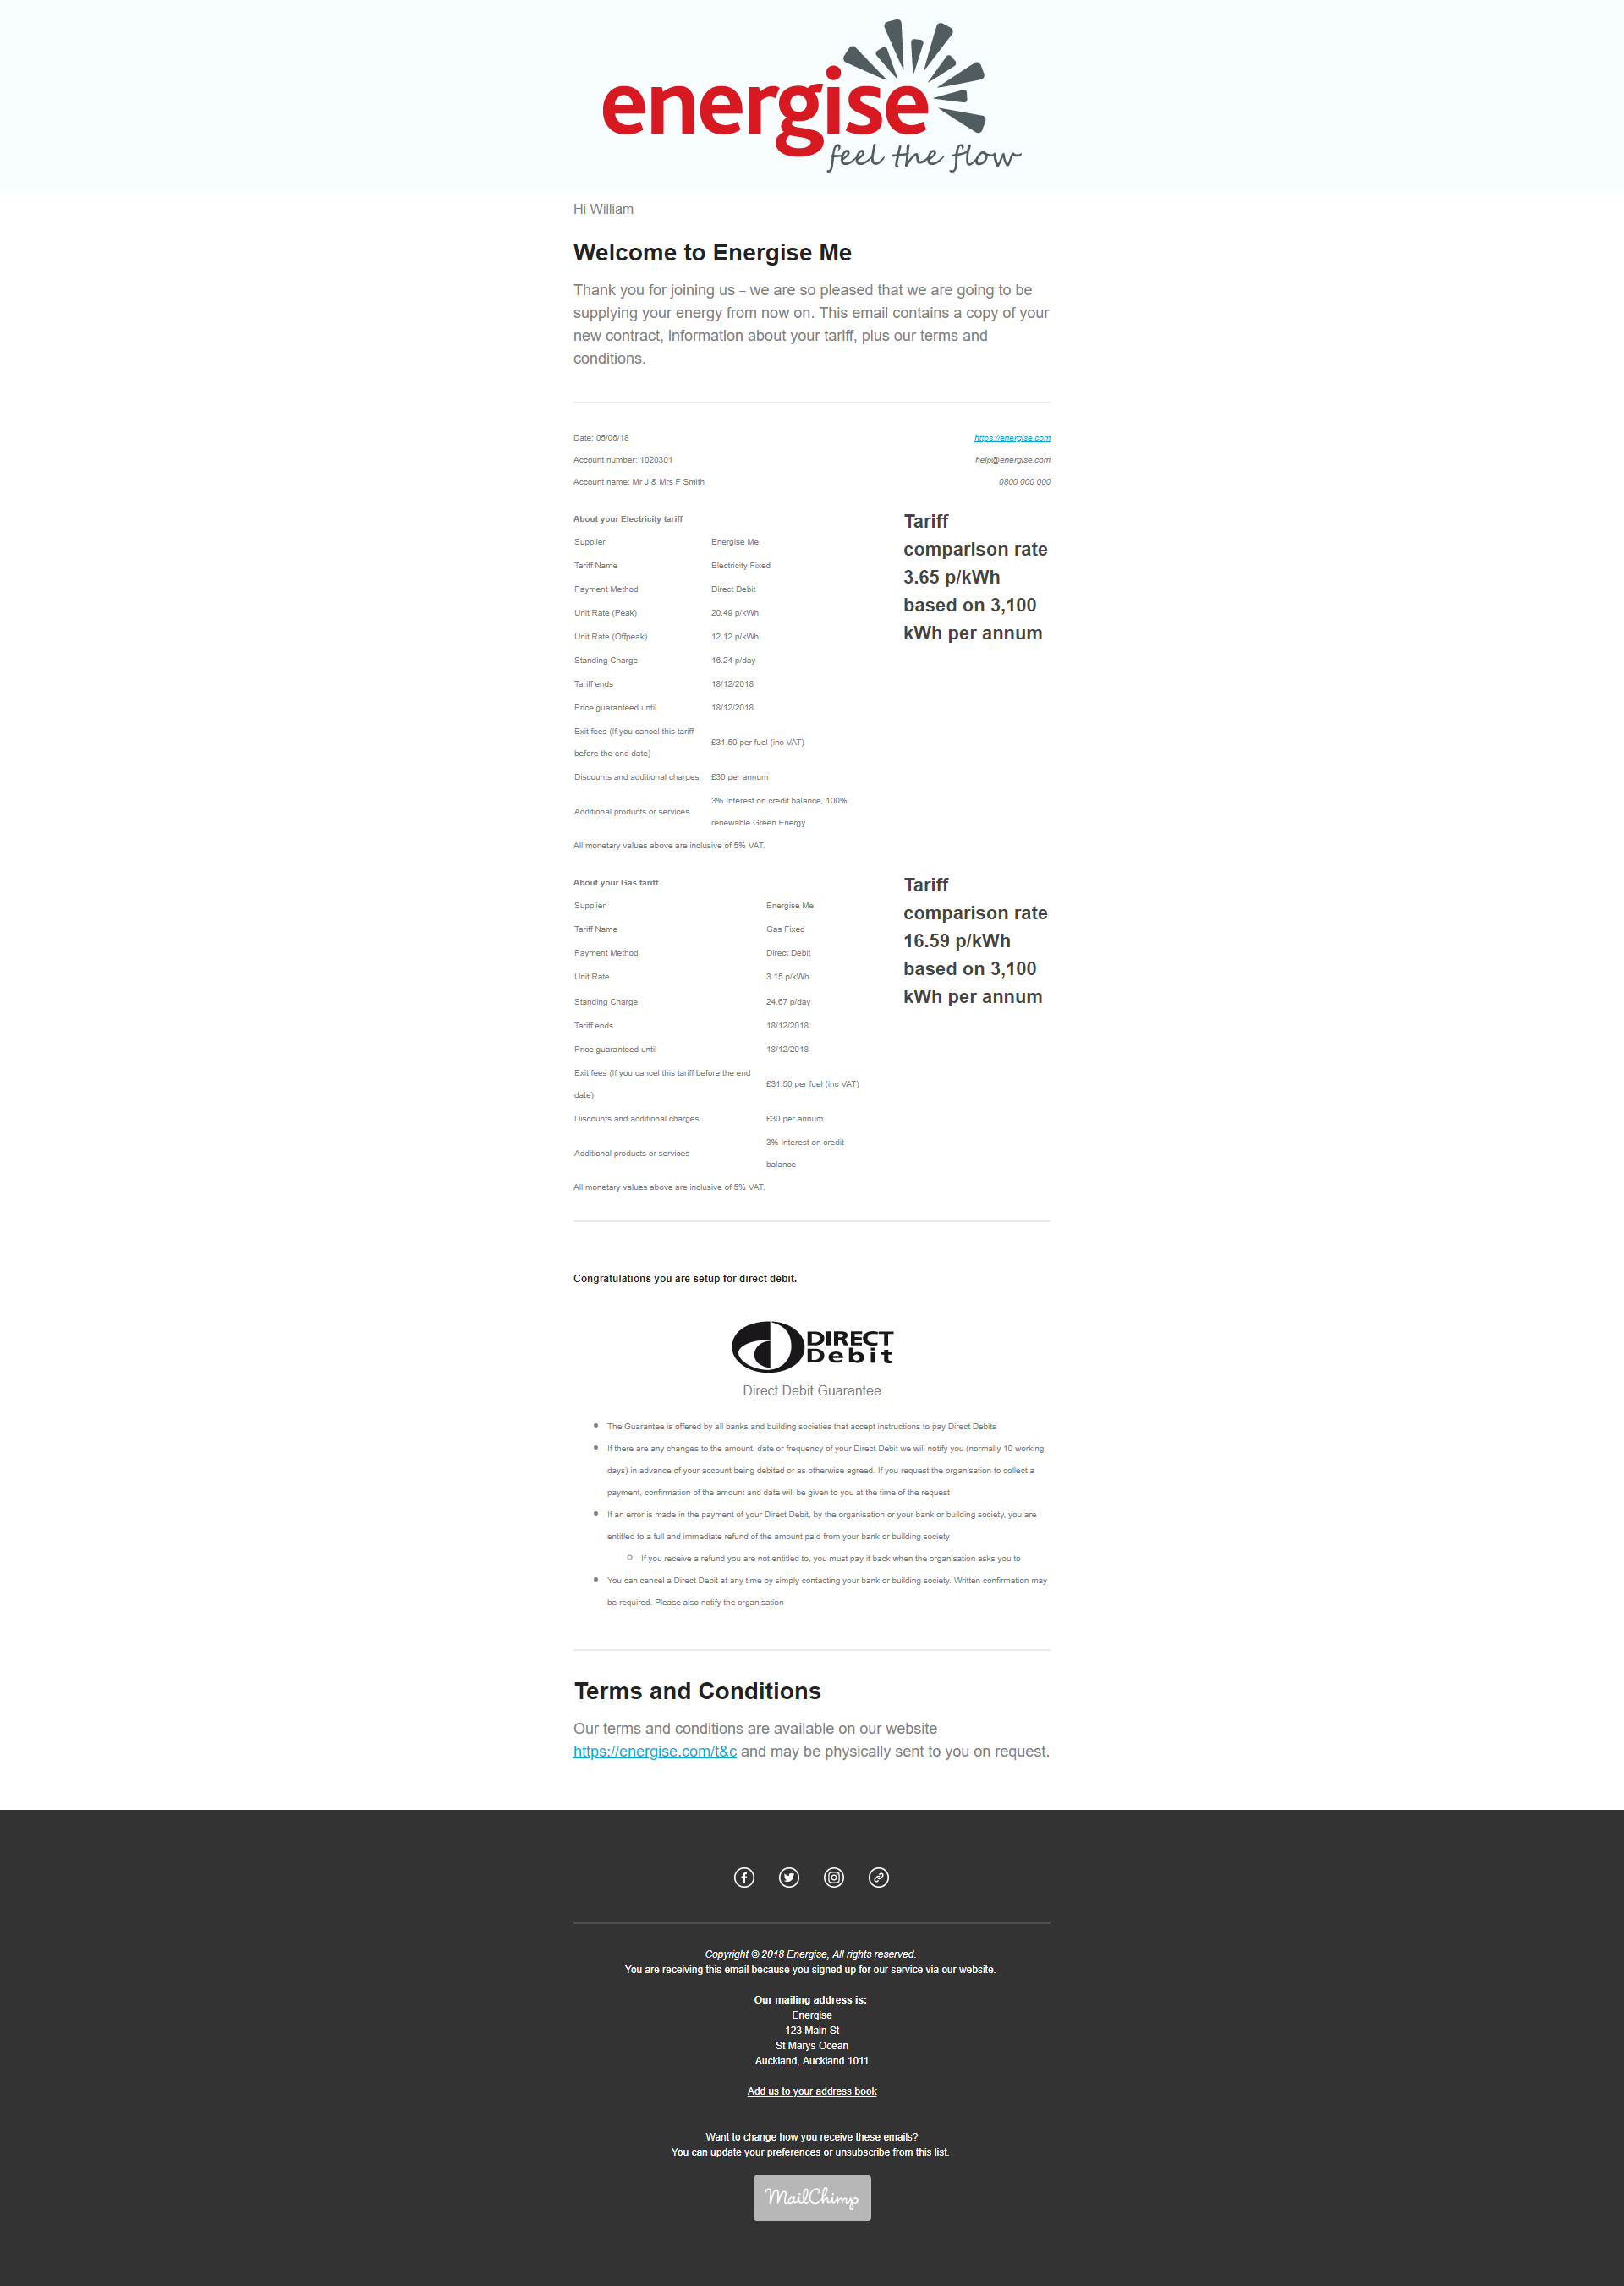 energise
feel the flow
Hi William
Welcome to Energise Me
Thank you for joining us – we are so pleased that we are going to be
supplying your energy from now on. This email contains a copy of your
new contract, information about your tariff, plus our terms and
conditions.
Date: 05/06/18
https://energise.com
Account number: 1020301
help@energise.com
Account name: Mr J & Mrs F Smith
0800 000 000
About your Electricity tariff
Supplier Energise Me
Tariff Name Electricity Fixed
Payment Method Direct Debit
Unit Rate (Peak) 20.49 p/kWh
Unit Rate (Offpeak) 12.12 p/kWh
Standing Charge 16.24 p/day
Tariff ends 18/12/2018
Price guaranteed until 18/12/2018
Exit fees (If you cancel this tariff
before the end date)
£31.50 per fuel (inc VAT)
Discounts and additional charges £30 per annum
Additional products or services
3% Interest on credit balance, 100%
renewable Green Energy
All monetary values above are inclusive of 5% VAT.
Tariff
comparison rate
3.65 p/kWh
based on 3,100
kWh per annum
About your Gas tariff
Supplier Energise Me
Tariff Name Gas Fixed
Payment Method Direct Debit
Unit Rate 3.15 p/kWh
Standing Charge 24.67 p/day
Tariff ends 18/12/2018
Price guaranteed until 18/12/2018
Exit fees (If you cancel this tariff before the end
date)
£31.50 per fuel (inc VAT)
Discounts and additional charges £30 per annum
Additional products or services
3% Interest on credit
balance
All monetary values above are inclusive of 5% VAT.
Tariff
comparison rate
16.59 p/kWh
based on 3,100
kWh per annum
Congratulations you are setup for direct debit.
DIRECT
Debit
Direct Debit Guarantee
The Guarantee is offered by all banks and building societies that accept instructions to pay Direct Debits
If there are any changes to the amount, date or frequency of your Direct Debit we will notify you (normally 10 working
days) in advance of your account being debited or as otherwise agreed. If you request the organisation to collect a
payment, confirmation of the amount and date will be given to you at the time of the request
If an error is made in the payment of your Direct Debit, by the organisation or your bank or building society, you are
entitled to a full and immediate refund of the amount paid from your bank or building society
If you receive a refund you are not entitled to, you must pay it back when the organisation asks you to
You can cancel a Direct Debit at any time by simply contacting your bank or building society. Written confirmation may
be required. Please also notify the organisation
Terms and Conditions
Our terms and conditions are available on our website
https://energise.com/t&c and may be physically sent to you on request.
Copyright © 2018 Energise, All rights reserved.
You are receiving this email because you signed up for our service via our website.
Our mailing address is:
Energise
123 Main St
St Marys Ocean
Auckland, Auckland 1011
Add us to your address book
Want to change how you receive these emails?
You can update your preferences or unsubscribe from this list.
MailChimp